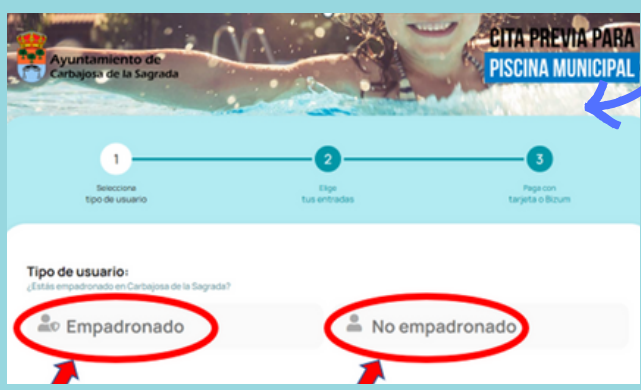 Ayuntamiento de
Carbajosa de la Sagrada
CITA PREVIA PARA
PISCINA MUNICIPAL
1
2
3
Seleccione
tipo de usuario
Elige
tus entradas
Paga con
tarjeta o Bizum
Tipo de usuario:
¿Estás empadronado en Carbajosa de la Sagrada?
Empadronado
No empadronado